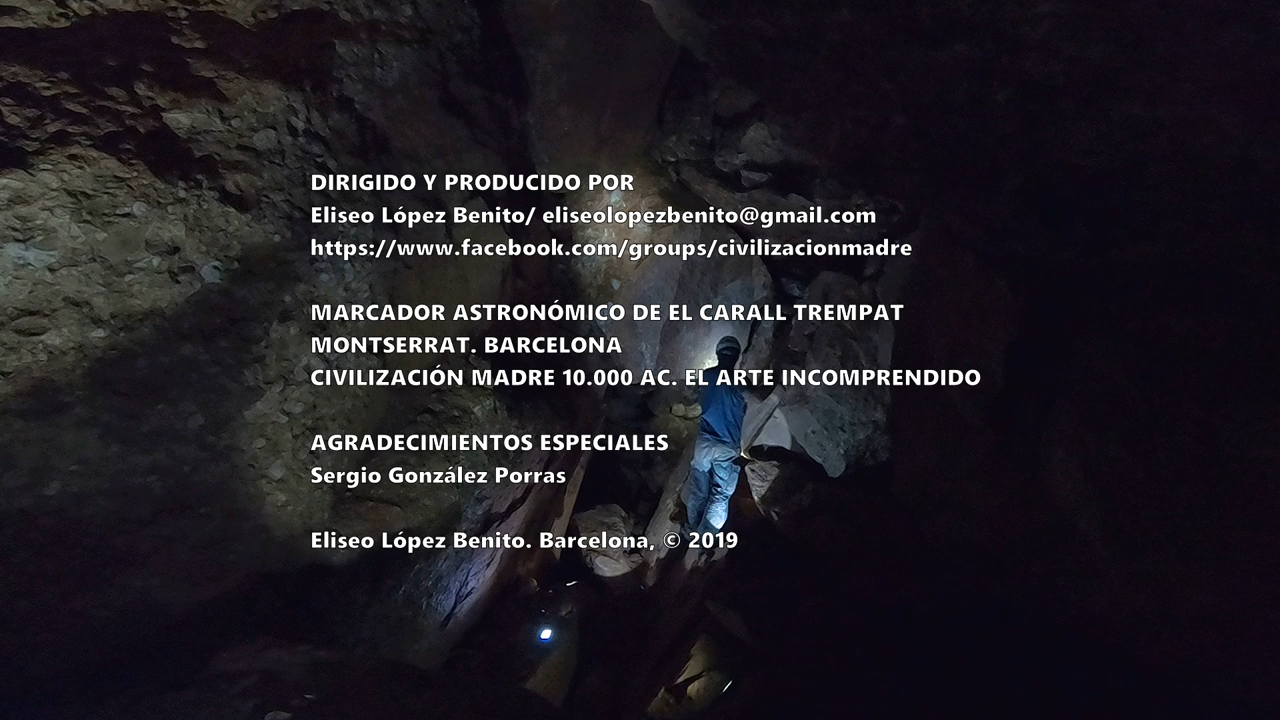 DIRIGIDO Y PRODUCIDO POR
Eliseo López Benito/ eliseolopezbenito@gmail.com
https://www.facebook.com/groups/civilizacionmadre
MARCADOR ASTRONÓMICO DE EL CARALL TREMPAT
MONTSERRAT. BARCELONA
CIVILIZACIÓN MADRE 10.000 AC. EL ARTE INCOMPRENDIDO
AGRADECIMIENTOS ESPECIALES
Sergio González Porras
Eliseo López Benito. Barcelona, © 2019